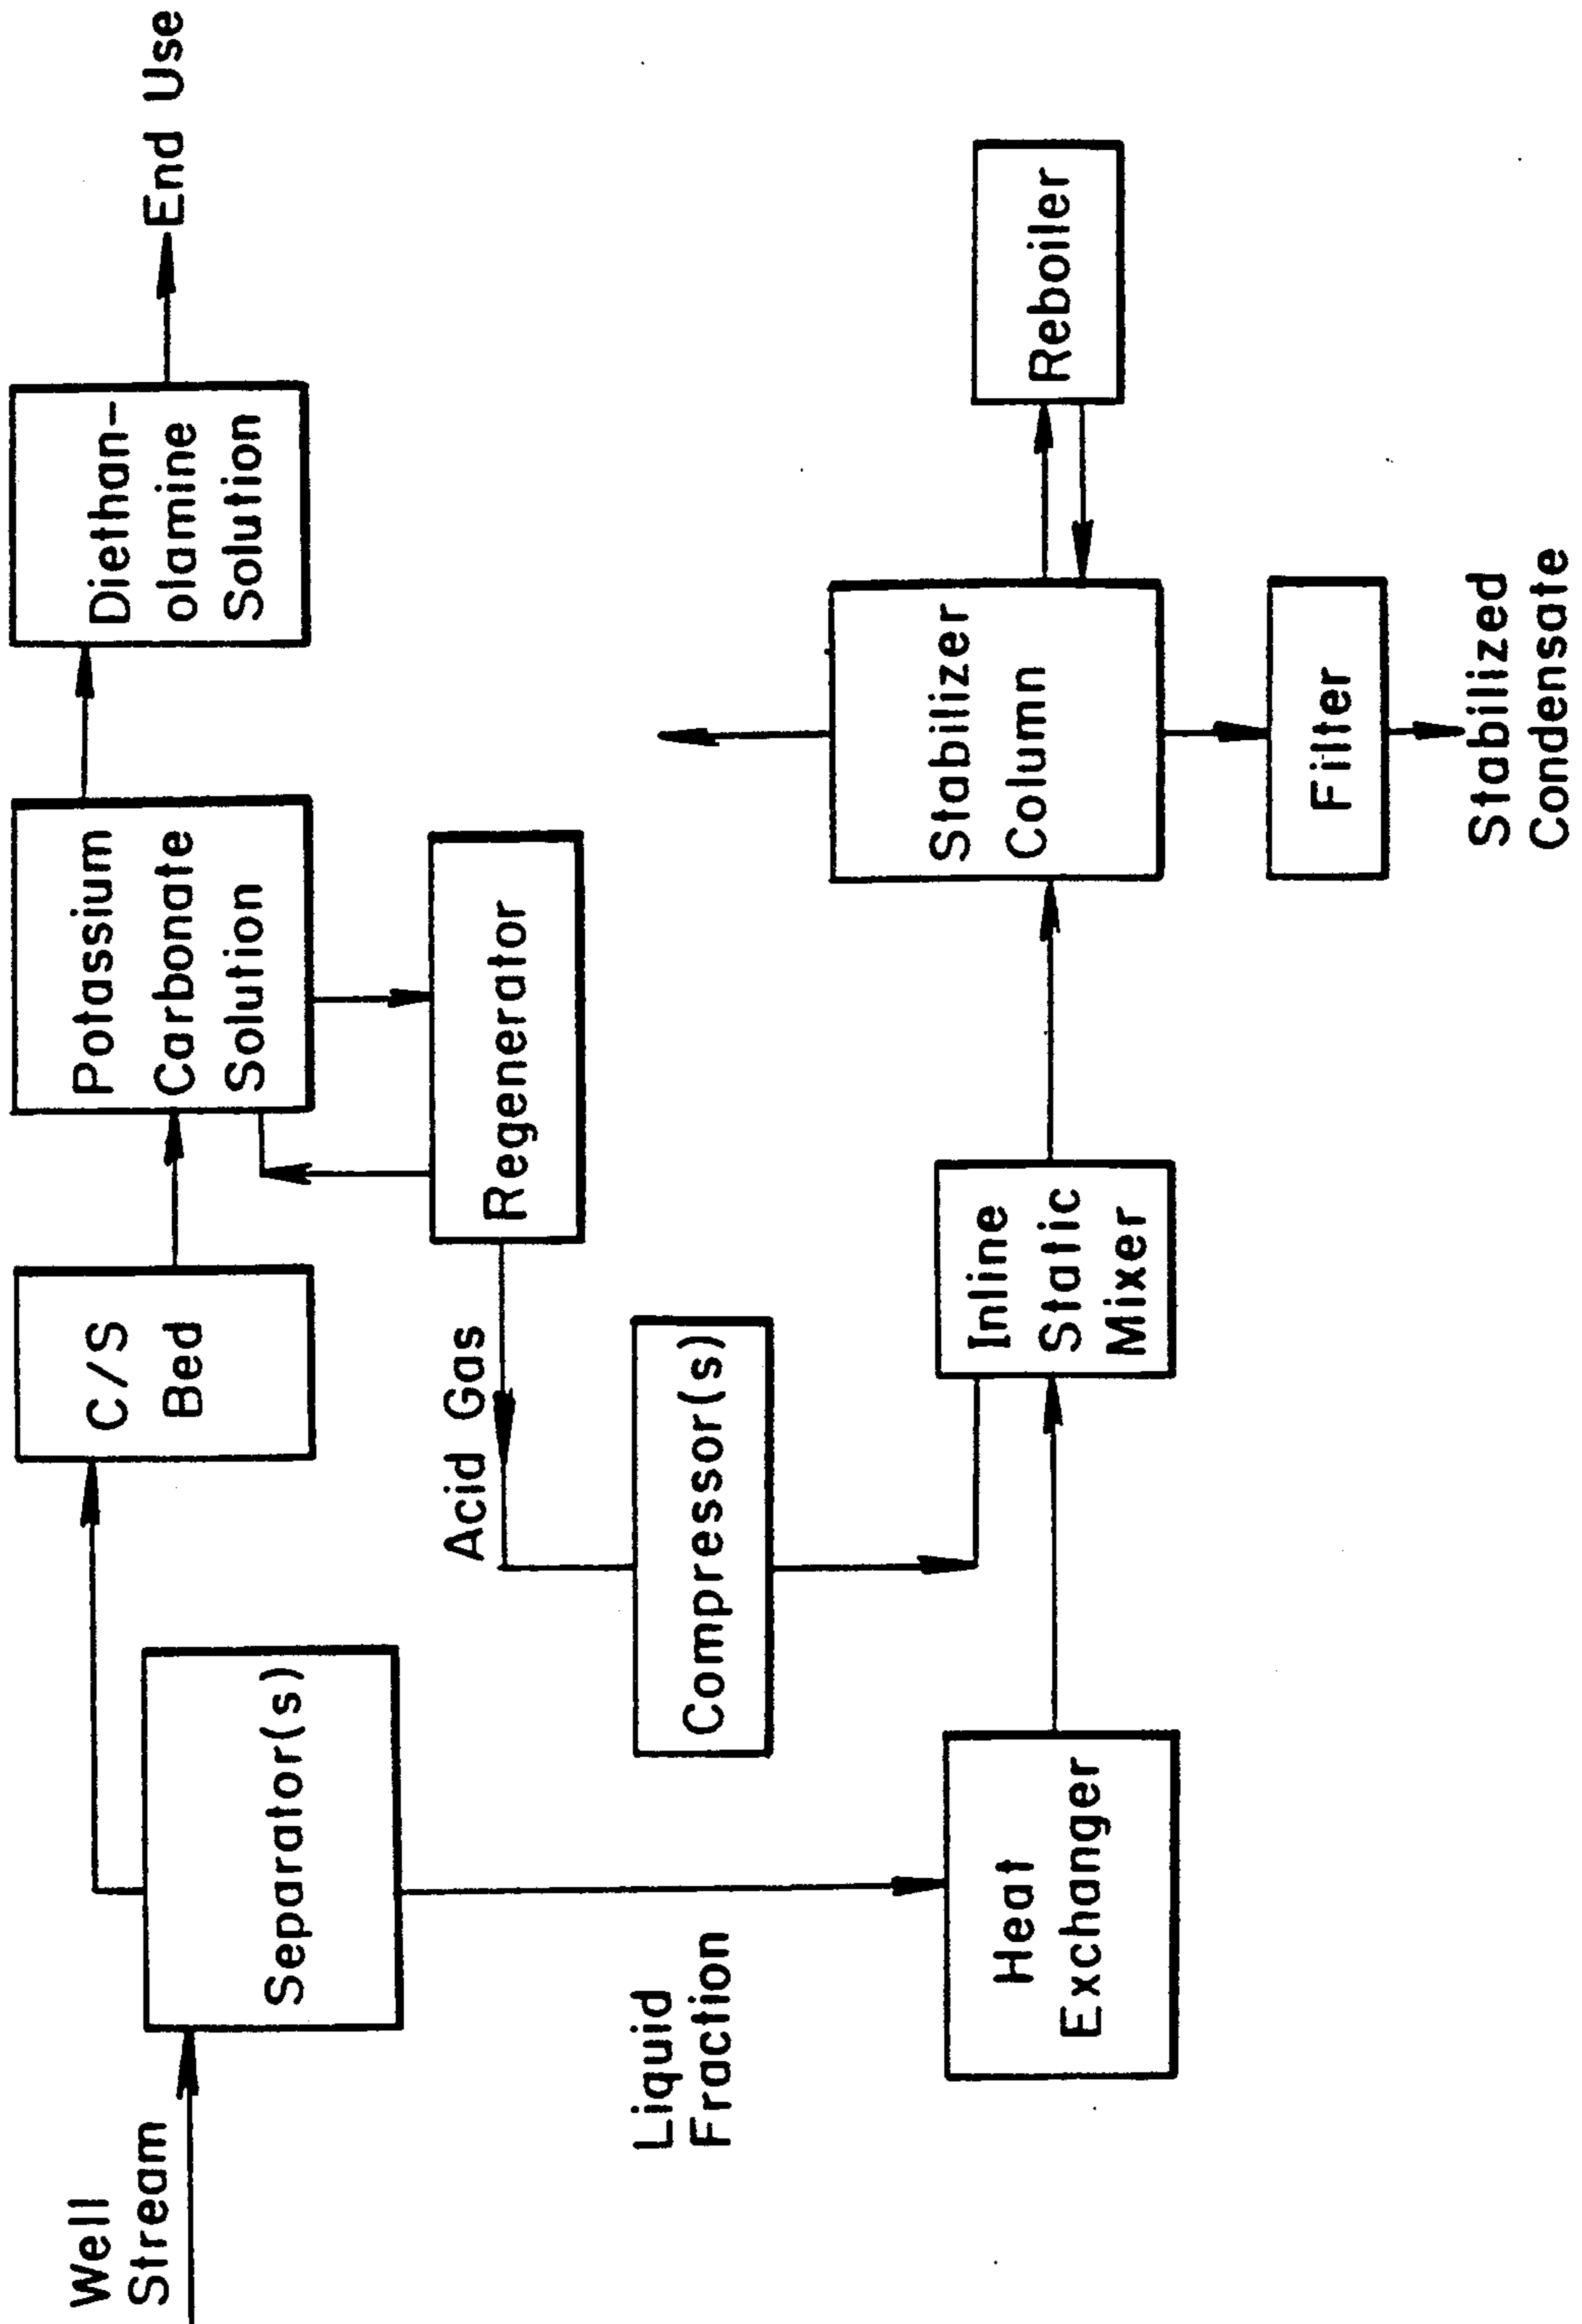 Well
Stream
Separator(s)
C/S
Bed
Potassium
Carbonate
Solution
Diethan-
olamine
Solution
End Use
Regenerator
Acid Gas
Compressor(s)
Liquid
Fraction
Heat
Exchanger
Inline
Static
Mixer
Stabilizer
Column
Reboiler
Filter
Stabilized
Condensate